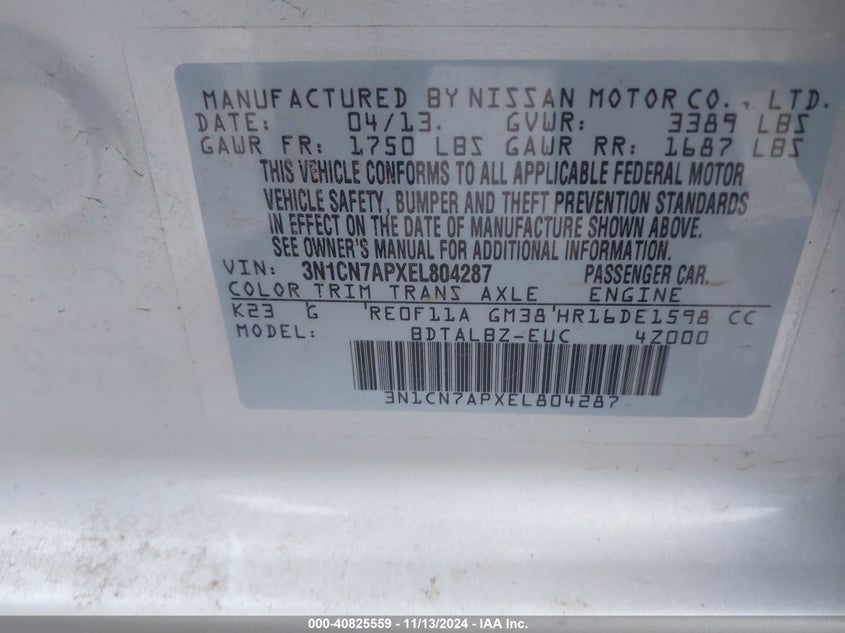 MANUFACTURED BY NISSAN MOTOR CO., LTD.
DATE: 04/13. GVWR: 3389 LBS
GAWR FR: 1750 LBS GAWR RR: 1687 LBS
THIS VEHICLE CONFORMS TO ALL APPLICABLE FEDERAL MOTOR
VEHICLE SAFETY, BUMPER AND THEFT PREVENTION STANDARDS
IN EFFECT ON THE DATE OF MANUFACTURE SHOWN ABOVE.
SEE OWNER'S MANUAL FOR ADDITIONAL INFORMATION.
VIN: 3N1CN7APXEL804287 PASSENGER CAR.
COLOR TRIM TRANS AXLE ENGINE
K23 G RE0F11A GM38 HR16DE1598 CC
MODEL: BDTALBZ-EUC 4Z000
3N1CN7APXEL804287
000-40825559 - 11/13/2024 - IAA Inc.